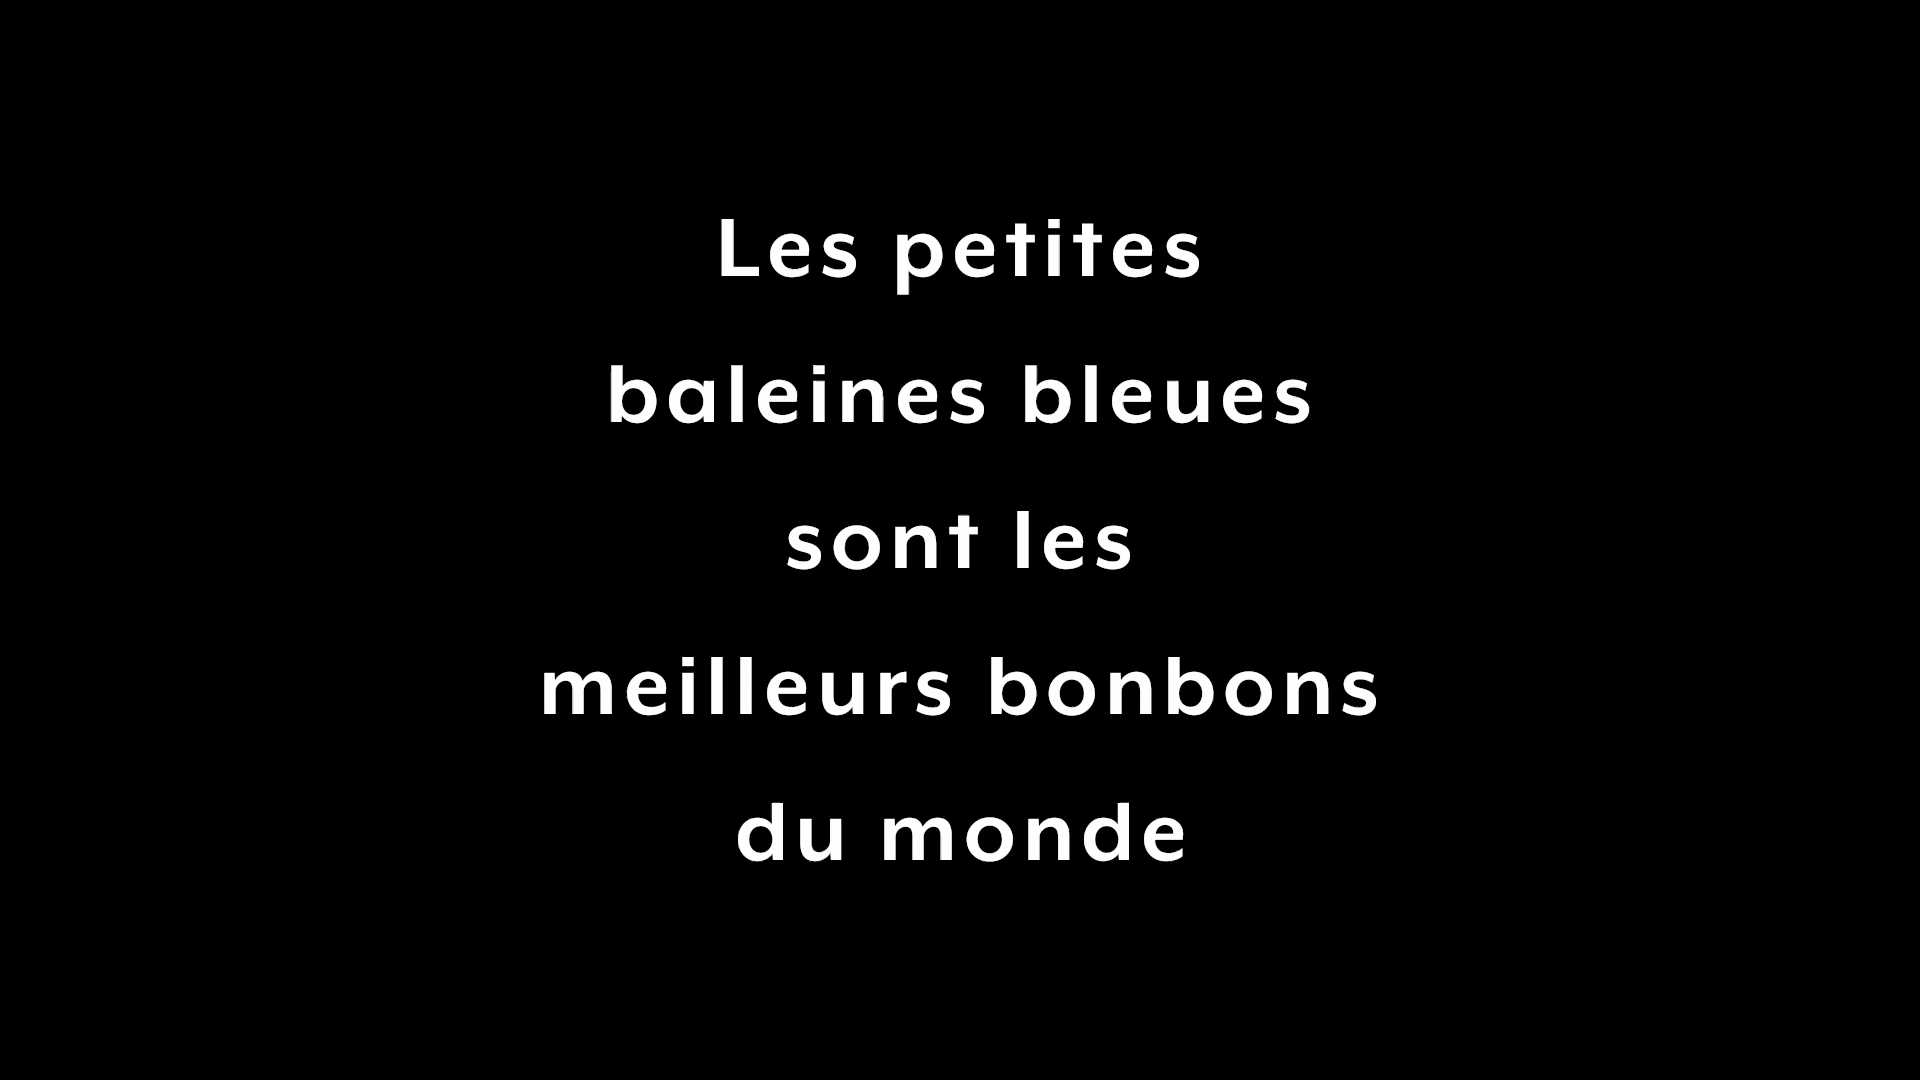 Les petites
baleines bleues
sont les
meilleurs bonbons
du monde